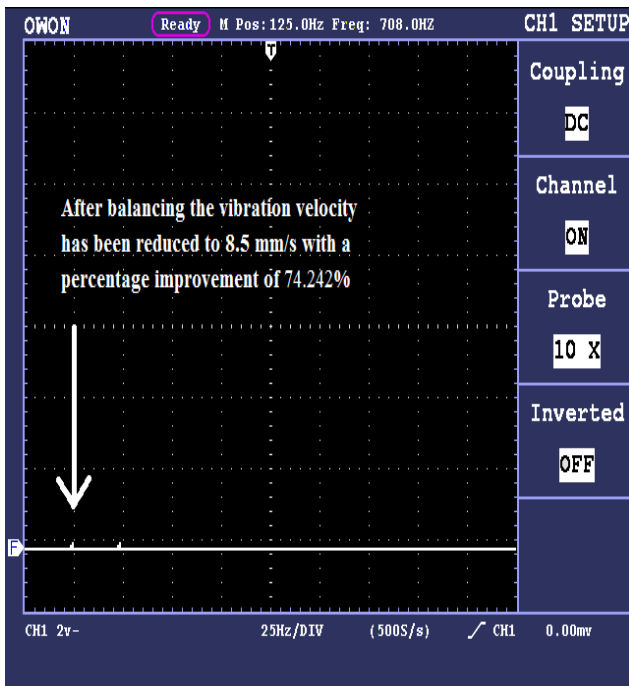 OWON Ready M Pos:125.0Hz Freq: 708.0HZ CH1 SETUP
T
Coupling
DC
Channel
ON
Probe
10 X
Inverted
OFF
After balancing the vibration velocity
has been reduced to 8.5 mm/s with a
percentage improvement of 74.242%
F
CH1 2v- 25Hz/DIV (500S/s) CH1 0.00mv